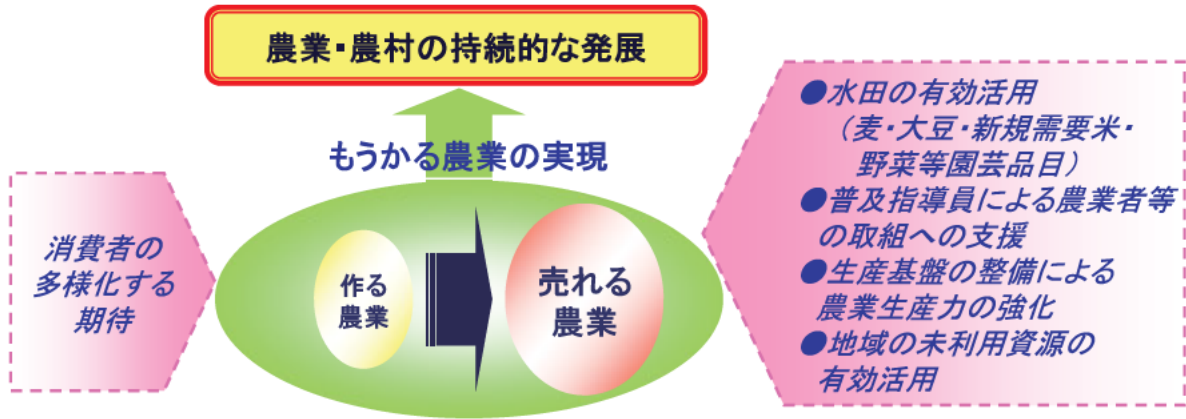 農業・農村の持続的な発展
もうかる農業の実現
消費者の
多様化する
期待
作る
農業
売れる
農業
●水田の有効活用
（麦・大豆・新規需要米・
野菜等園芸品目）
●普及指導員による農業者等
の取組への支援
●生産基盤の整備による
農業生産力の強化
●地域の未利用資源の
有効活用